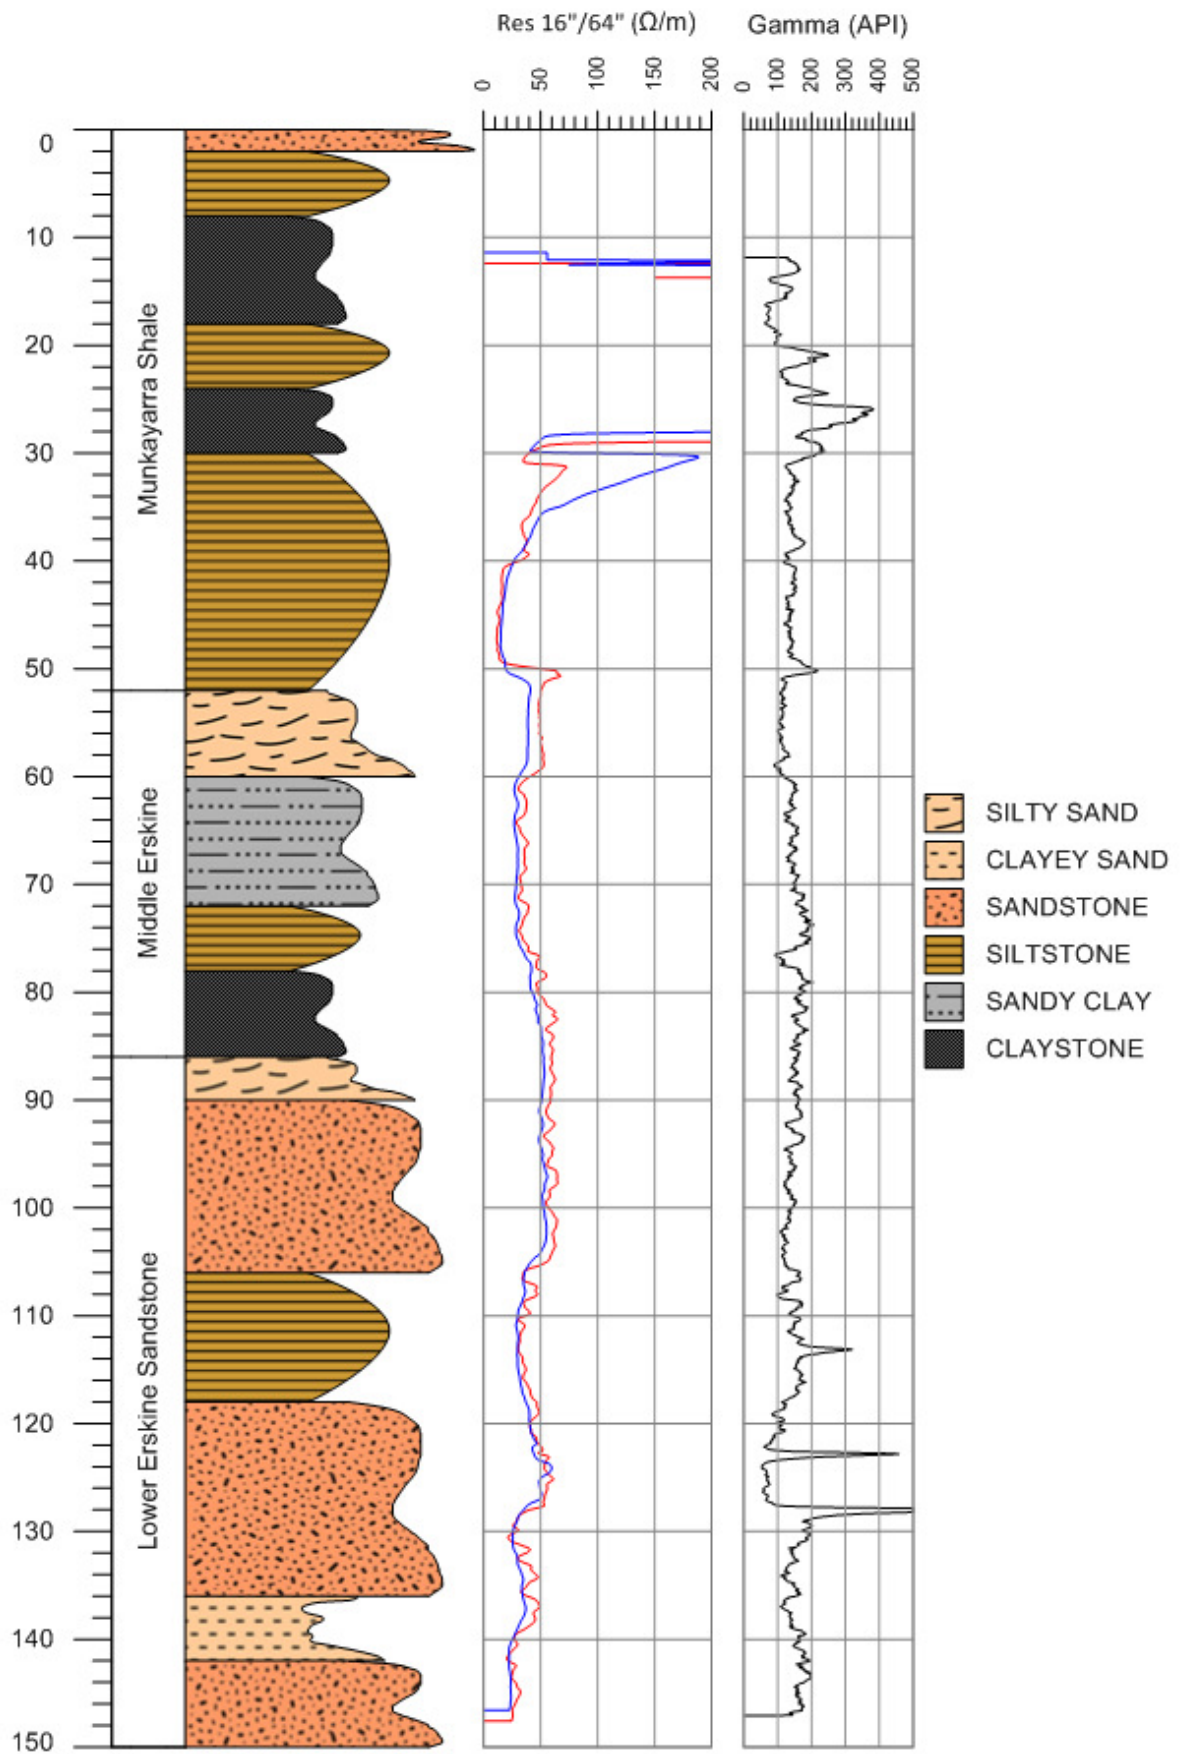 Res 16"/64" (Ω/m)
Gamma (API)
0 50 100 150 200
0 100 200 300 400 500
0
10
20
30
40
50
60
70
80
90
100
110
120
130
140
150
Munkayarra Shale
Middle Erskine
Lower Erskine Sandstone
SILTY SAND
CLAYEY SAND
SANDSTONE
SILTSTONE
SANDY CLAY
CLAYSTONE